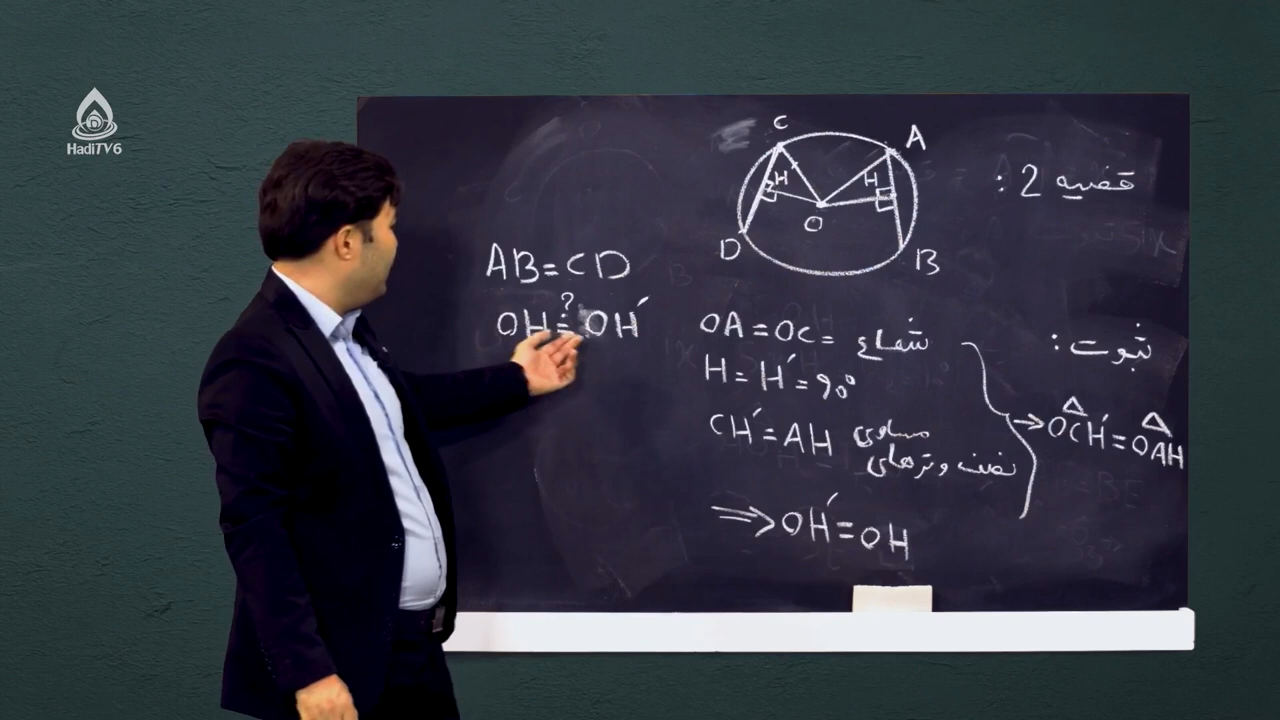 HadiTV6
قضیه 2 :
C
A
H
H
O
D
B
AB=CD
?
OH=OH′
ثبوت :
OA=OC= شعاع
H=H′=90°
CH′=AH مساوی
نصف وترهای
→ OCH′=OAH
⇒ OH′=OH